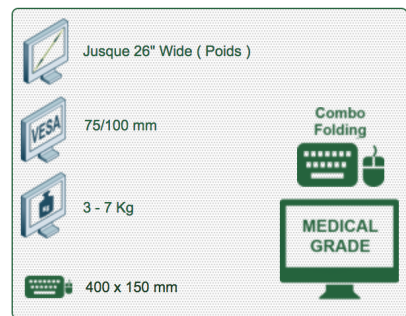 Jusque 26" Wide ( Poids )
VESA
75/100 mm
3 - 7 Kg
400 x 150 mm
Combo
Folding
MEDICAL
GRADE